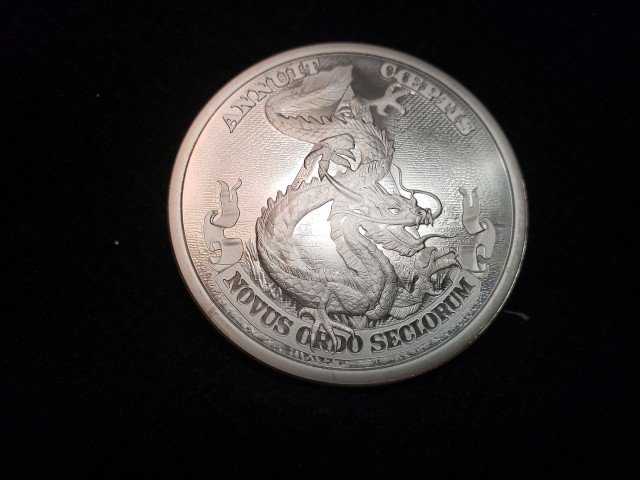 ANNUIT CŒPTIS
NOVUS ORDO SECLORUM